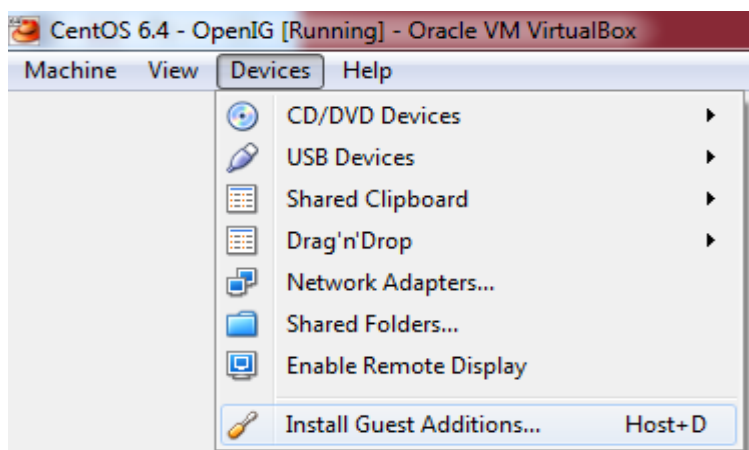 CentOS 6.4 - OpenIG [Running] - Oracle VM VirtualBox
Machine View Devices Help
CD/DVD Devices
USB Devices
Shared Clipboard
Drag'n'Drop
Network Adapters...
Shared Folders...
Enable Remote Display
Install Guest Additions... Host+D